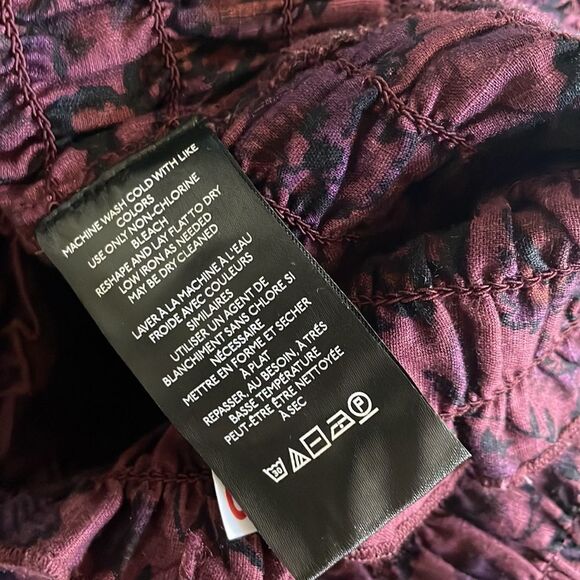 MACHINE WASH COLD WITH LIKE
COLORS
USE ONLY NON-CHLORINE
BLEACH
RESHAPE AND LAY FLAT TO DRY
LOW IRON AS NEEDED
MAY BE DRY CLEANED
LAVER À LA MACHINE À L'EAU
FROIDE AVEC COULEURS
SIMILAIRES
UTILISER UN AGENT DE
BLANCHIMENT SANS CHLORE SI
NÉCESSAIRE
METTRE EN FORME ET SÉCHER
À PLAT
REPASSER, AU BESOIN, À TRÉS
BASSE TEMPÉRATURE
PEUT-ÊTRE ÊTRE NETTOYÉE
À SEC
30
P